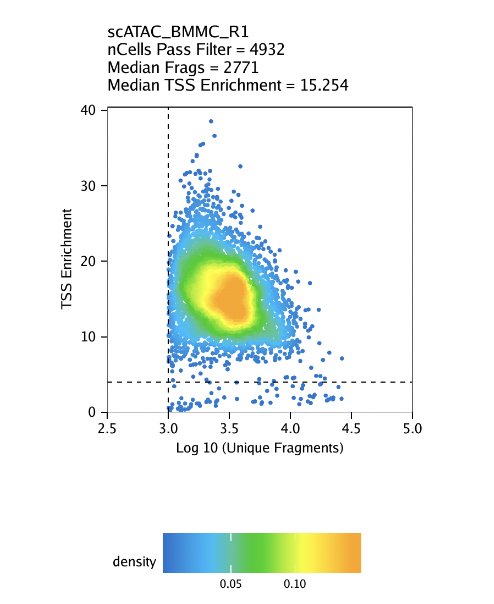 scATAC_BMMC_R1
nCells Pass Filter = 4932
Median Frags = 2771
Median TSS Enrichment = 15.254
40
30
20
10
0
TSS Enrichment
2.5 3.0 3.5 4.0 4.5 5.0
Log 10 (Unique Fragments)
density
0.05 0.10